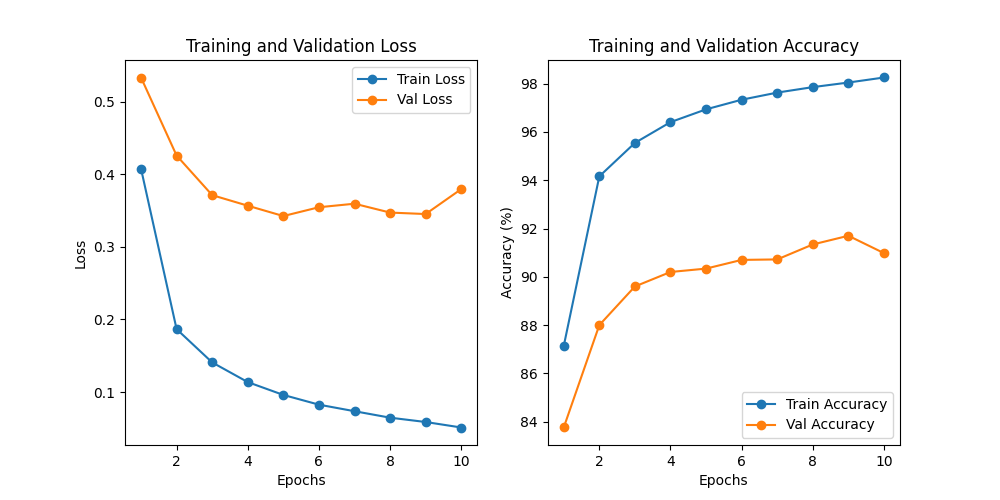 Training and Validation Loss
Train Loss
Val Loss
0.5
0.4
0.3
0.2
0.1
Loss
2 4 6 8 10
Epochs
Training and Validation Accuracy
98
96
94
92
90
88
86
84
Accuracy (%)
Train Accuracy
Val Accuracy
2 4 6 8 10
Epochs